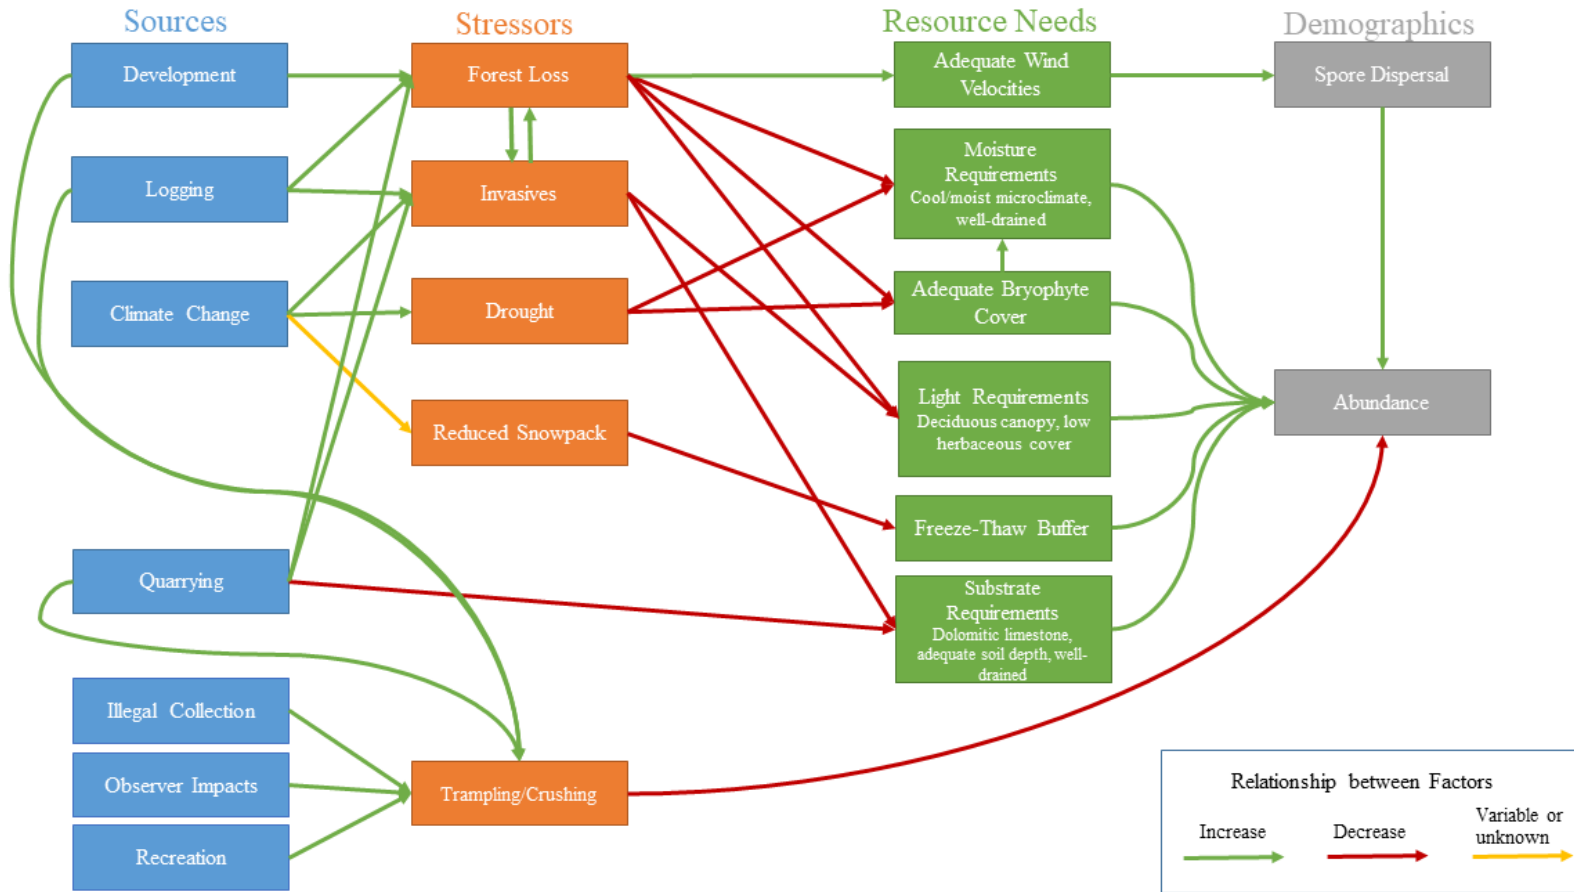 Sources
Stressors
Resource Needs
Demographics
Development
Forest Loss
Adequate Wind
Velocities
Spore Dispersal
Logging
Invasives
Moisture
Requirements
Cool/moist microclimate,
well-drained
Climate Change
Drought
Adequate Bryophyte
Cover
Reduced Snowpack
Light Requirements
Deciduous canopy, low
herbaceous cover
Abundance
Quarrying
Freeze-Thaw Buffer
Substrate
Requirements
Dolomitic limestone,
adequate soil depth, well-
drained
Illegal Collection
Observer Impacts
Recreation
Trampling/Crushing
Relationship between Factors
Increase
Decrease
Variable or
unknown